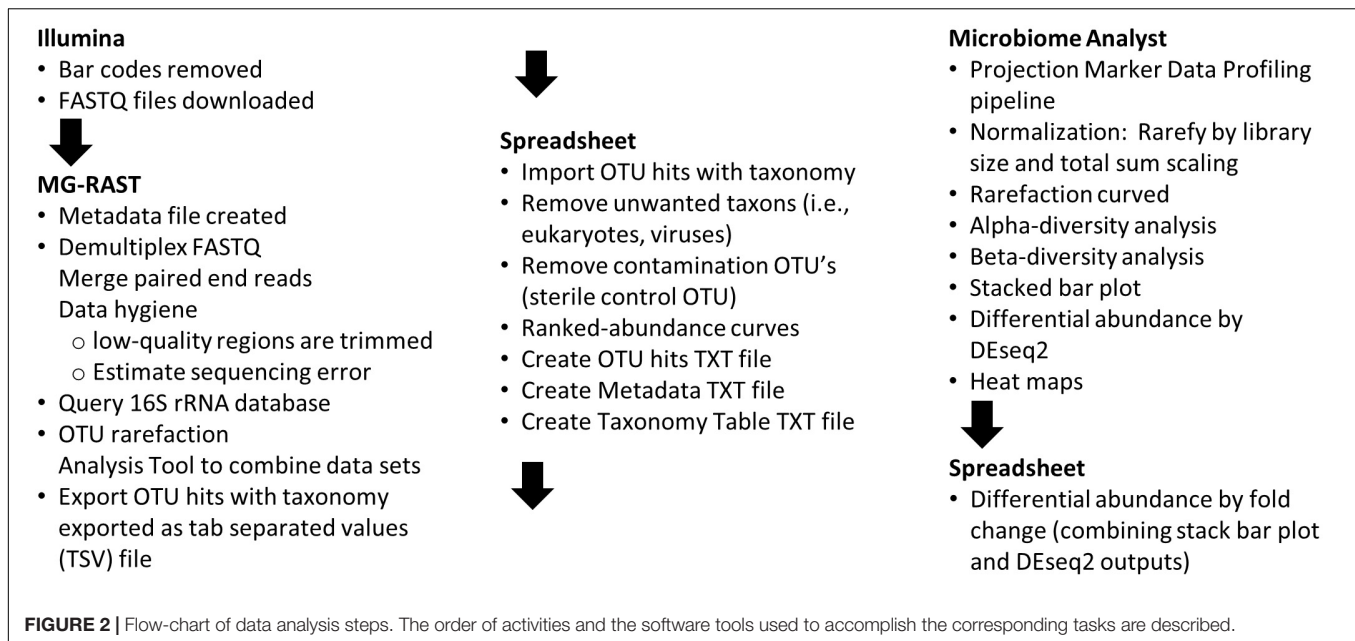 Illumina
• Bar codes removed
• FASTQ files downloaded
MG-RAST
• Metadata file created
• Demultiplex FASTQ
Merge paired end reads
Data hygiene
o low-quality regions are trimmed
o Estimate sequencing error
• Query 16S rRNA database
• OTU rarefaction
Analysis Tool to combine data sets
• Export OTU hits with taxonomy
exported as tab separated values
(TSV) file
Spreadsheet
• Import OTU hits with taxonomy
• Remove unwanted taxons (i.e.,
eukaryotes, viruses)
• Remove contamination OTU's
(sterile control OTU)
• Ranked-abundance curves
• Create OTU hits TXT file
• Create Metadata TXT file
• Create Taxonomy Table TXT file
Microbiome Analyst
• Projection Marker Data Profiling
pipeline
• Normalization: Rarefy by library
size and total sum scaling
• Rarefaction curved
• Alpha-diversity analysis
• Beta-diversity analysis
• Stacked bar plot
• Differential abundance by
DEseq2
• Heat maps
Spreadsheet
• Differential abundance by fold
change (combining stack bar plot
and DEseq2 outputs)
FIGURE 2 | Flow-chart of data analysis steps. The order of activities and the software tools used to accomplish the corresponding tasks are described.